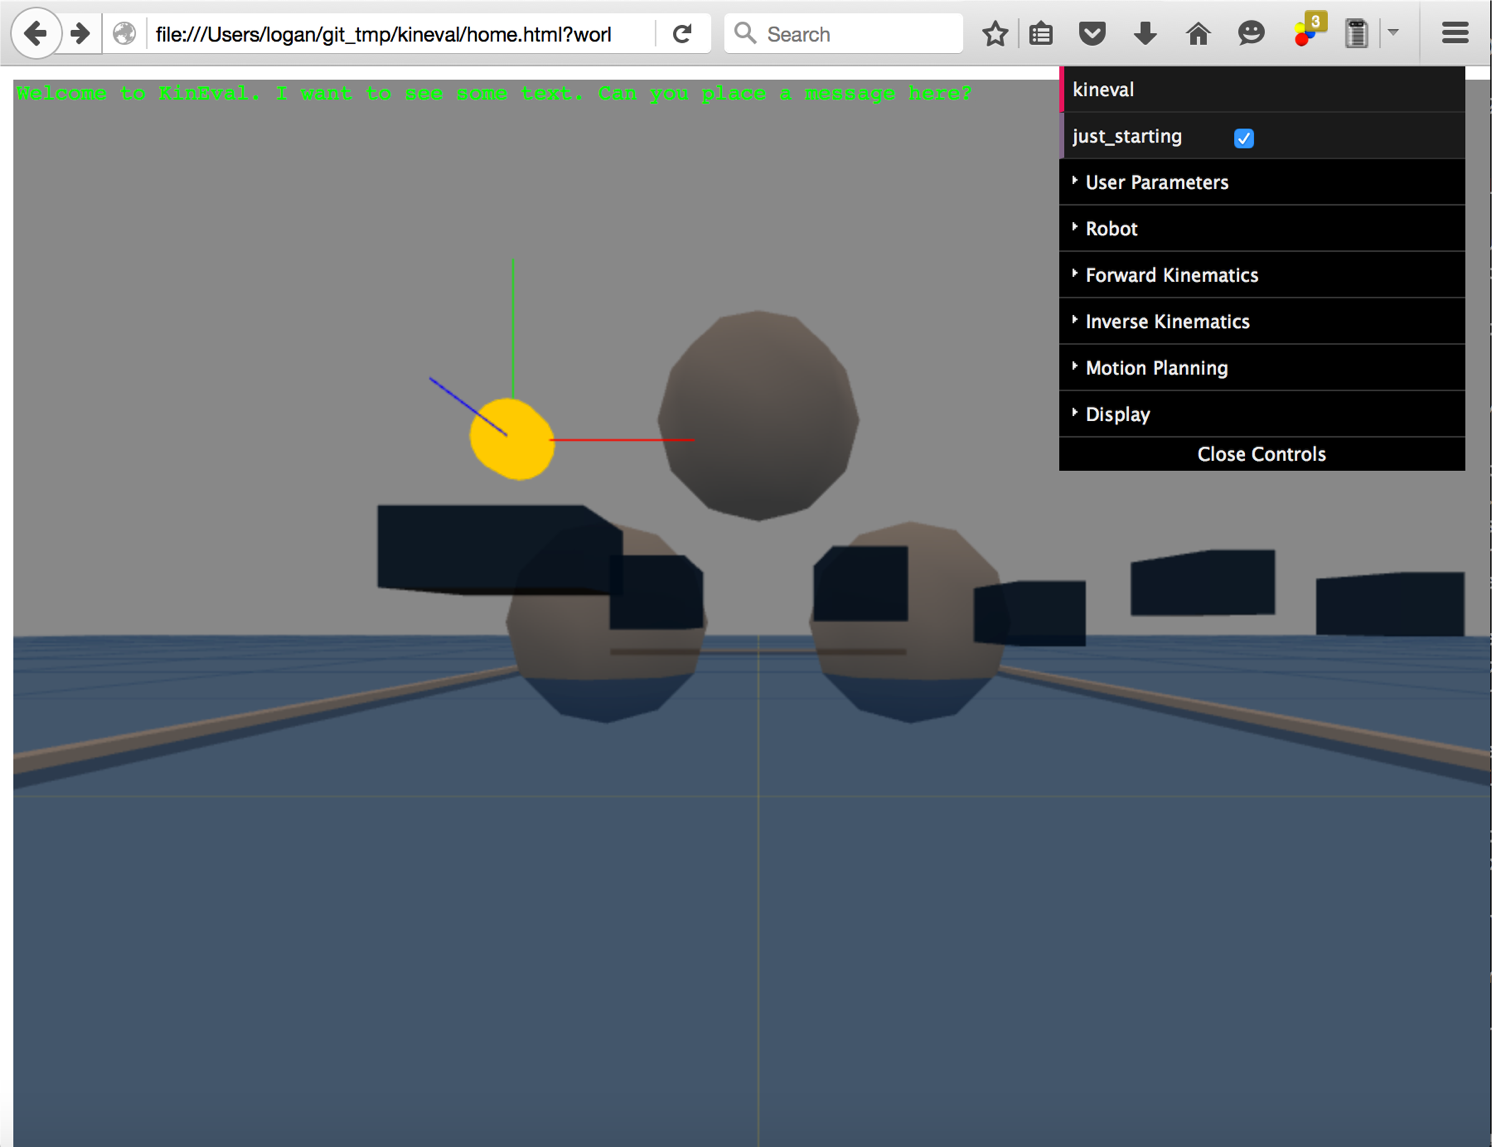 file:///Users/logan/git_tmp/kineval/home.html?worl
Search
3
Welcome to KinEval. I want to see some text. Can you place a message here?
kineval
just_starting
User Parameters
Robot
Forward Kinematics
Inverse Kinematics
Motion Planning
Display
Close Controls